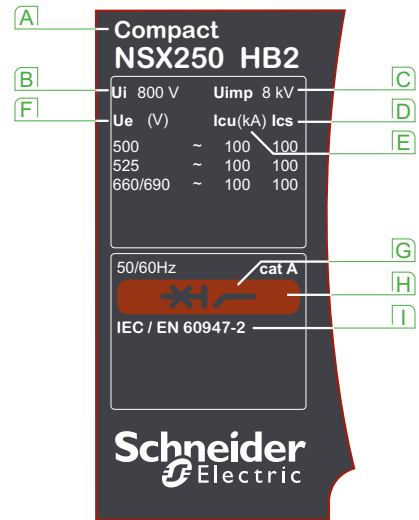 A
Compact
NSX250 HB2
B
Ui 800 V Uimp 8 kV
C
F
Ue (V) Icu(kA) Ics
D
E
500 ~ 100 100
525 ~ 100 100
660/690 ~ 100 100
G
50/60Hz cat A
H
IEC / EN 60947-2
I
Schneider
Electric